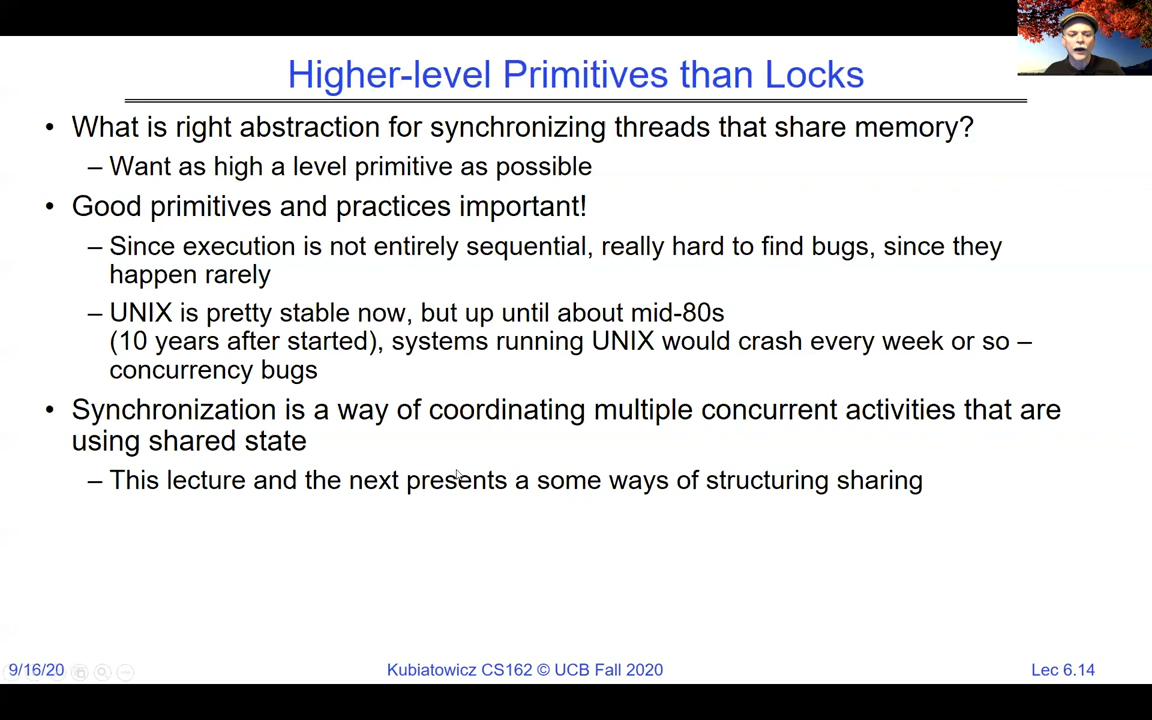 Higher-level Primitives than Locks
• What is right abstraction for synchronizing threads that share memory?
– Want as high a level primitive as possible
• Good primitives and practices important!
– Since execution is not entirely sequential, really hard to find bugs, since they
happen rarely
– UNIX is pretty stable now, but up until about mid-80s
(10 years after started), systems running UNIX would crash every week or so –
concurrency bugs
• Synchronization is a way of coordinating multiple concurrent activities that are
using shared state
– This lecture and the next presents a some ways of structuring sharing
9/16/20
Kubiatowicz CS162 © UCB Fall 2020
Lec 6.14